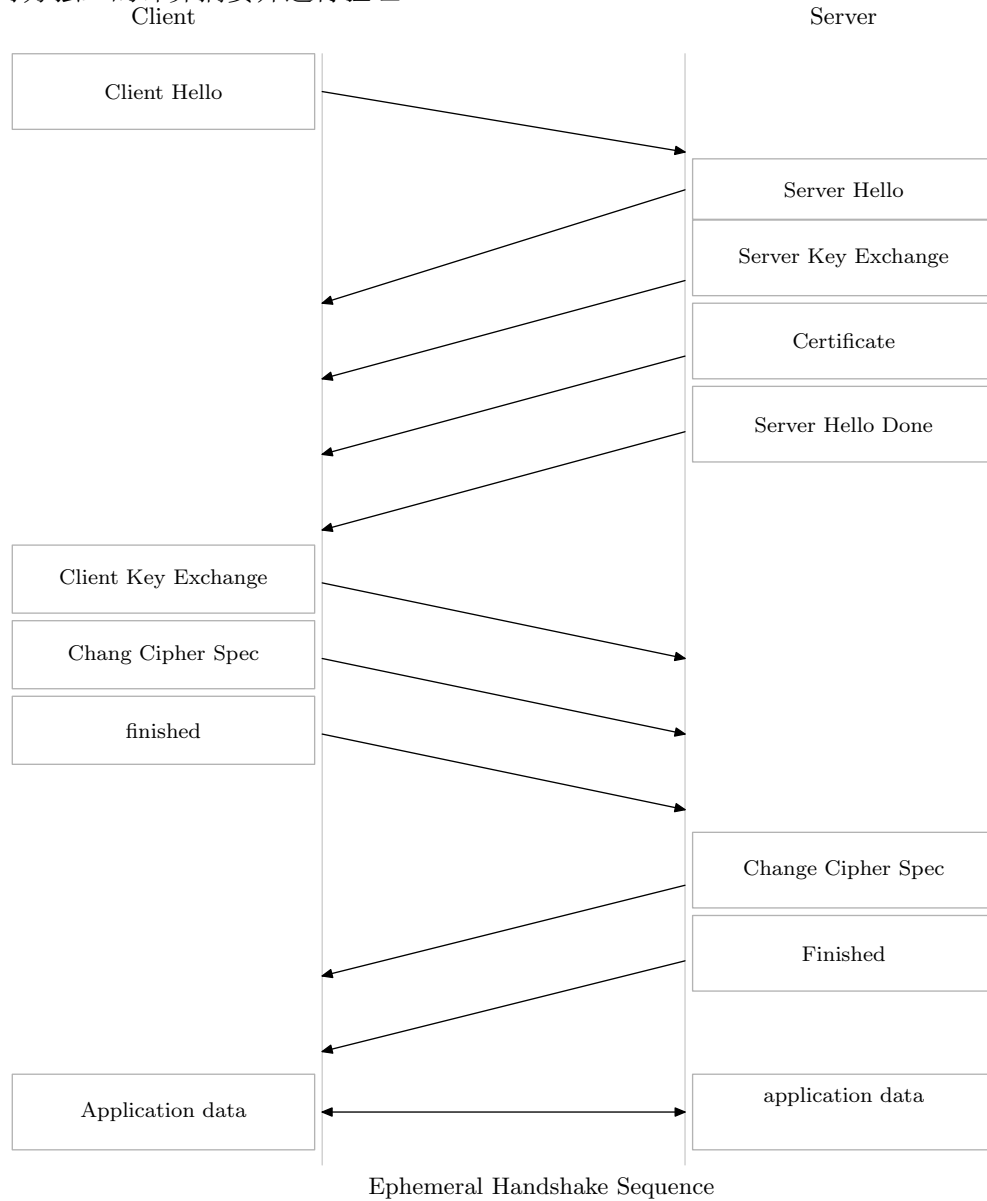 Client
Server
Client Hello
Server Hello
Server Key Exchange
Certificate
Server Hello Done
Client Key Exchange
Chang Cipher Spec
finished
Change Cipher Spec
Finished
Application data
application data
Ephemeral Handshake Sequence